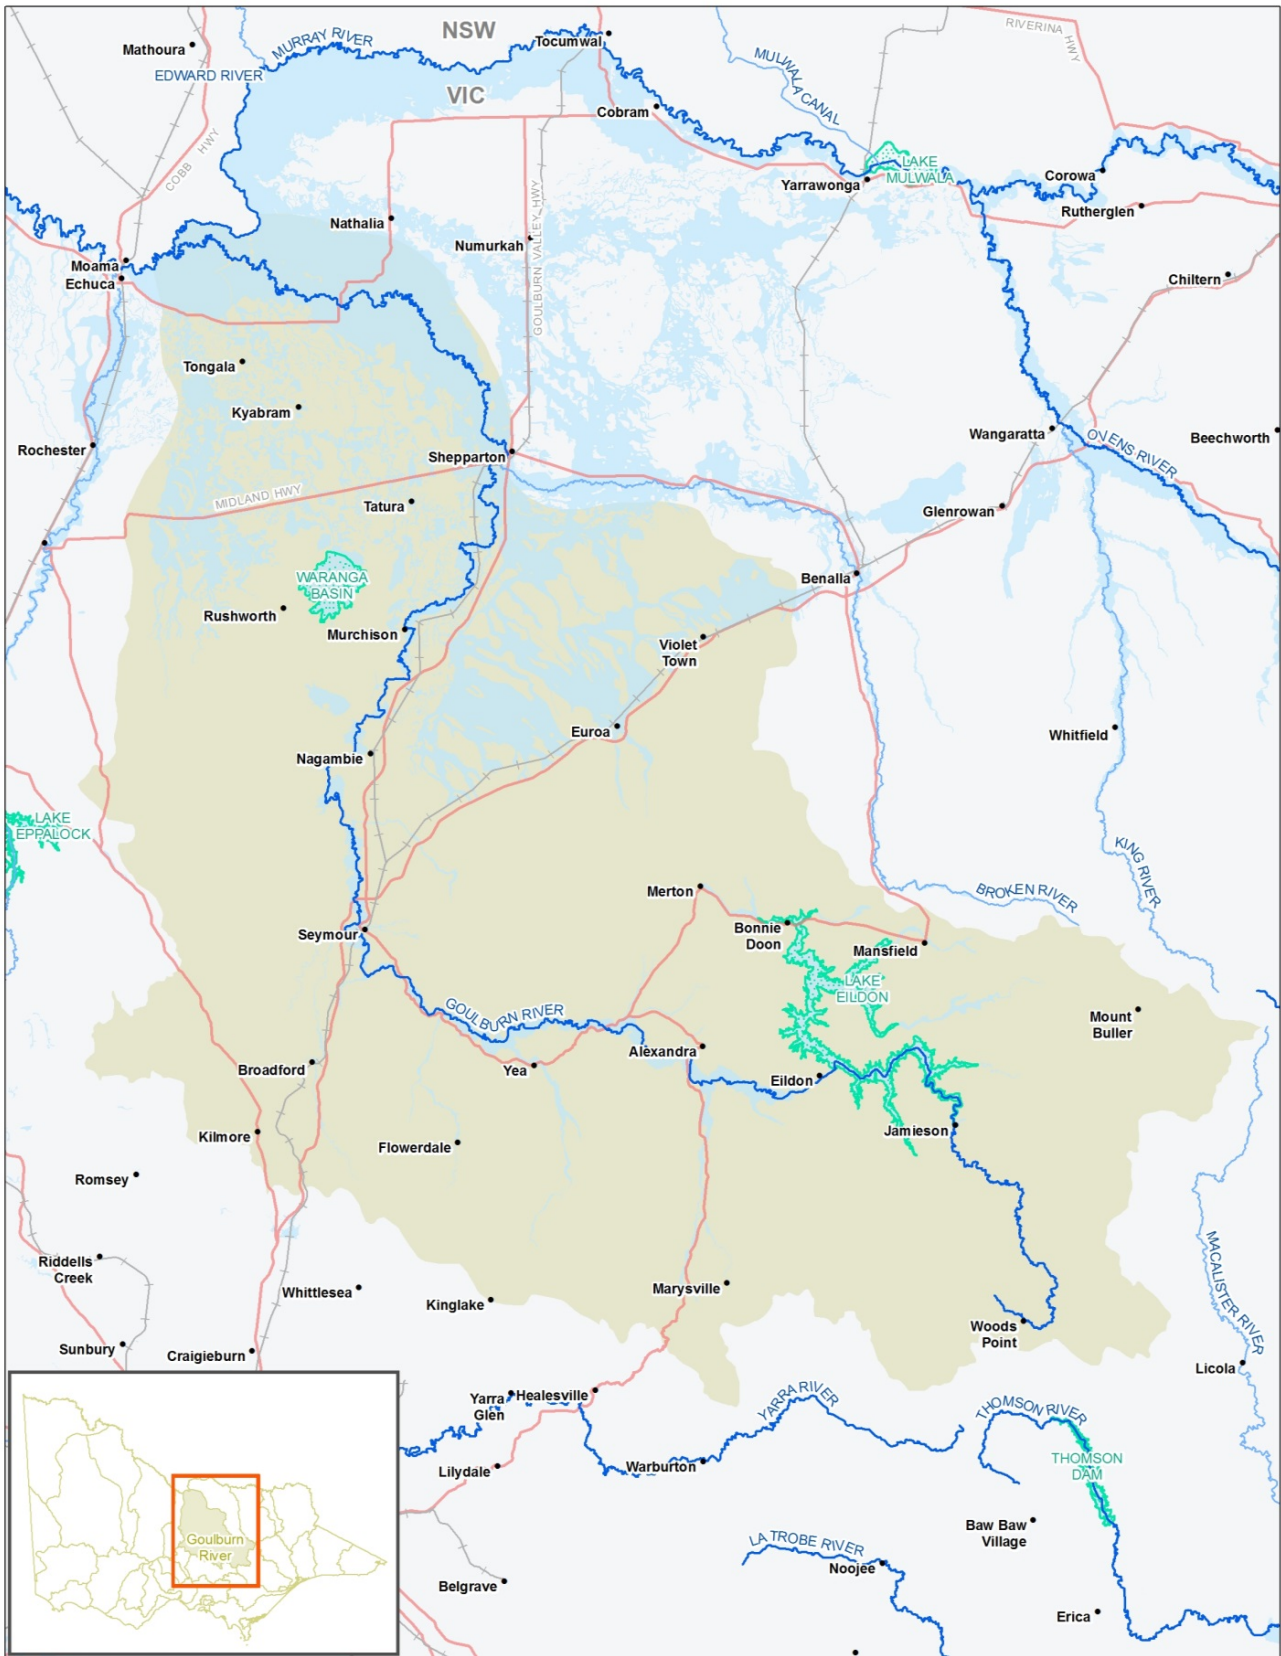 NSW
Mathoura
MURRAY RIVER
Tocumwal
RIVERINA
HWY
EDWARD RIVER
MULWALA CANAL
VIC
Cobram
COBB HWY
LAKE
MULWALA
Yarrawonga
Corowa
Rutherglen
Nathalia
Numurkah
GOULBURN VALLEY HWY
Moama
Echuca
Chiltern
Tongala
Kyabram
Rochester
Shepparton
Wangaratta
OVENS RIVER
Beechworth
MIDLAND HWY
Tatura
Glenrowan
WARANGA
BASIN
Benalla
Rushworth
Murchison
Violet
Town
Euroa
Whitfield
Nagambie
LAKE
EPPALOCK
KING RIVER
Merton
BROKEN RIVER
Seymour
Bonnie
Doon
Mansfield
LAKE
EILDON
GOULBURN RIVER
Mount
Buller
Alexandra
Broadford
Yea
Eildon
Kilmore
Jamieson
Flowerdale
Romsey
MACALISTER RIVER
Riddells
Creek
Whittlesea
Kinglake
Marysville
Woods
Point
Sunbury
Craigieburn
Licola
Yarra
Glen
Healesville
YARRA RIVER
THOMSON RIVER
Lilydale
Warburton
THOMSON
DAM
Goulburn
River
Baw Baw
Village
LA TROBE RIVER
Noojee
Belgrave
Erica